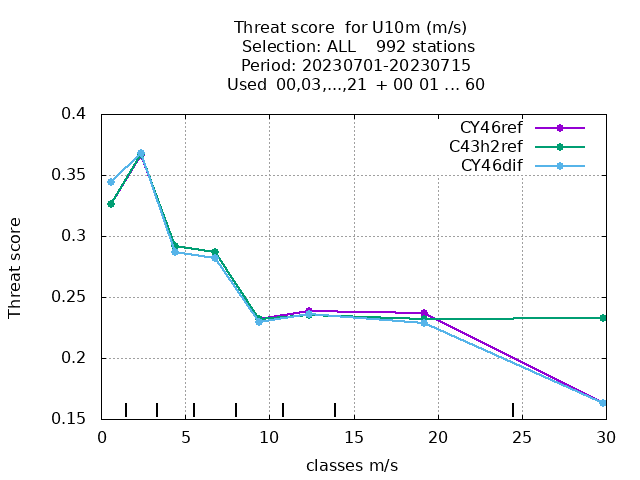 Threat score  for U10m (m/s)
Selection: ALL    992 stations
Period: 20230701-20230715
Used  00,03,...,21  + 00 01 ... 60
CY46ref
C43h2ref
CY46dif
Threat score
0.4
0.35
0.3
0.25
0.2
0.15
0 5 10 15 20 25 30
classes m/s